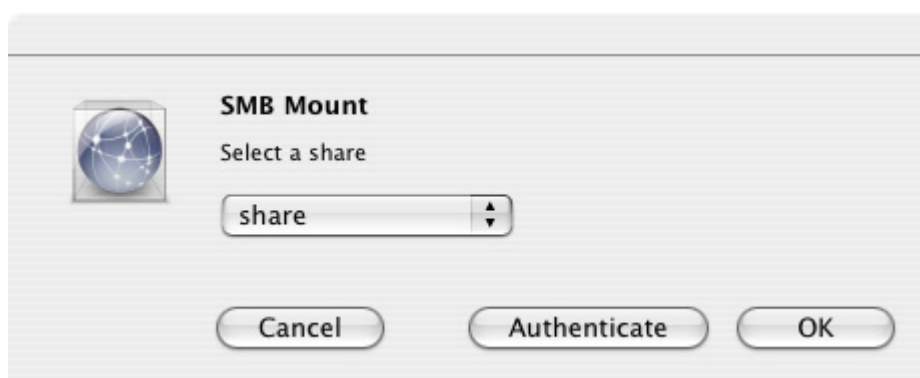 SMB Mount
Select a share
share
Cancel Authenticate OK